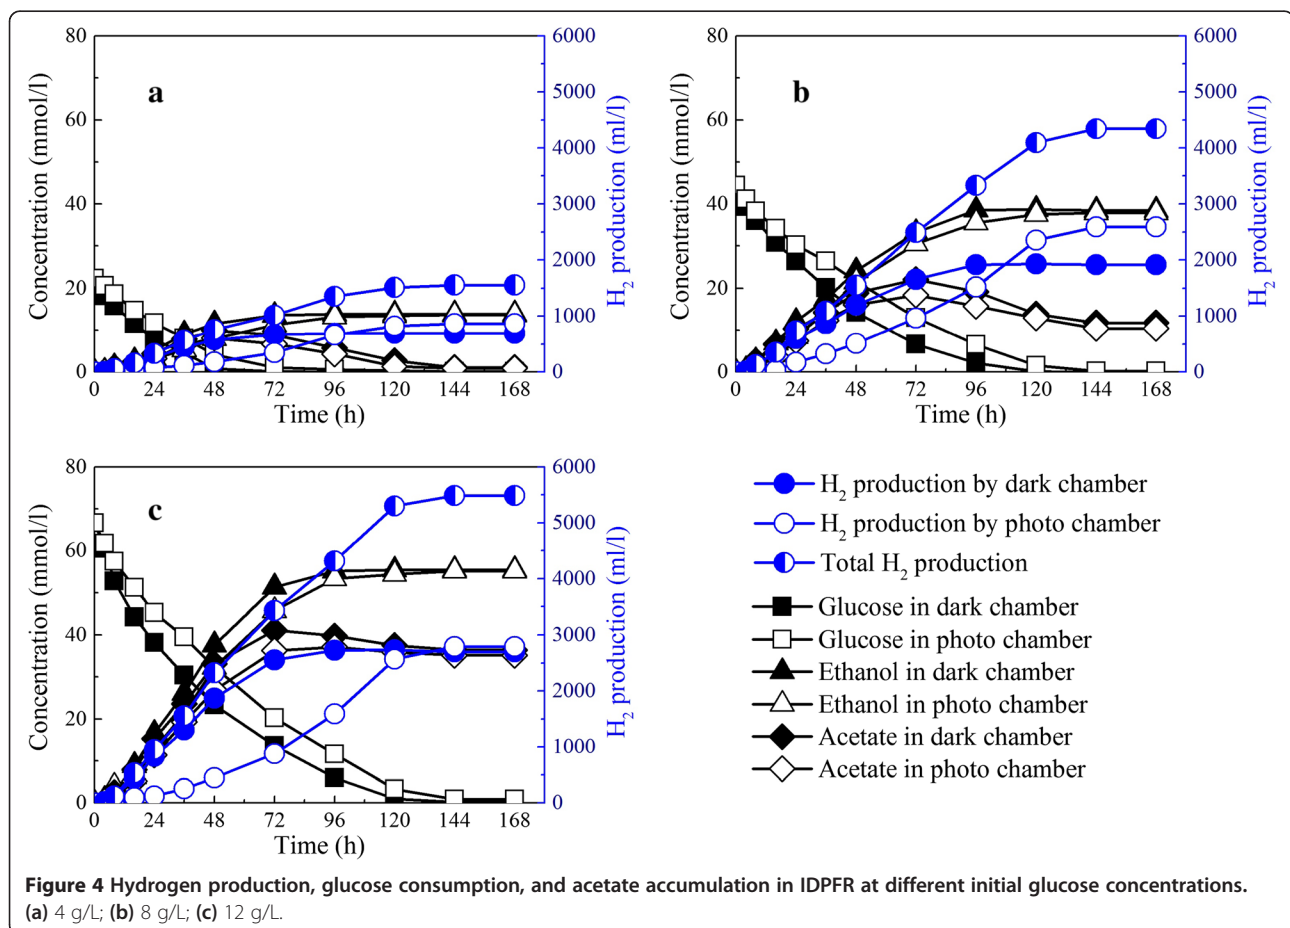 80
60
40
20
0
Concentration (mmol/l)
a
6000
5000
4000
3000
2000
1000
0
H2 production (ml/l)
0 24 48 72 96 120 144 168
Time (h)
80
60
40
20
0
Concentration (mmol/l)
b
6000
5000
4000
3000
2000
1000
0
H2 production (ml/l)
0 24 48 72 96 120 144 168
Time (h)
80
60
40
20
0
Concentration (mmol/l)
c
6000
5000
4000
3000
2000
1000
0
H2 production (ml/l)
0 24 48 72 96 120 144 168
Time (h)
H2 production by dark chamber
H2 production by photo chamber
Total H2 production
Glucose in dark chamber
Glucose in photo chamber
Ethanol in dark chamber
Ethanol in photo chamber
Acetate in dark chamber
Acetate in photo chamber
Figure 4 Hydrogen production, glucose consumption, and acetate accumulation in IDPFR at different initial glucose concentrations.
(a) 4 g/L; (b) 8 g/L; (c) 12 g/L.